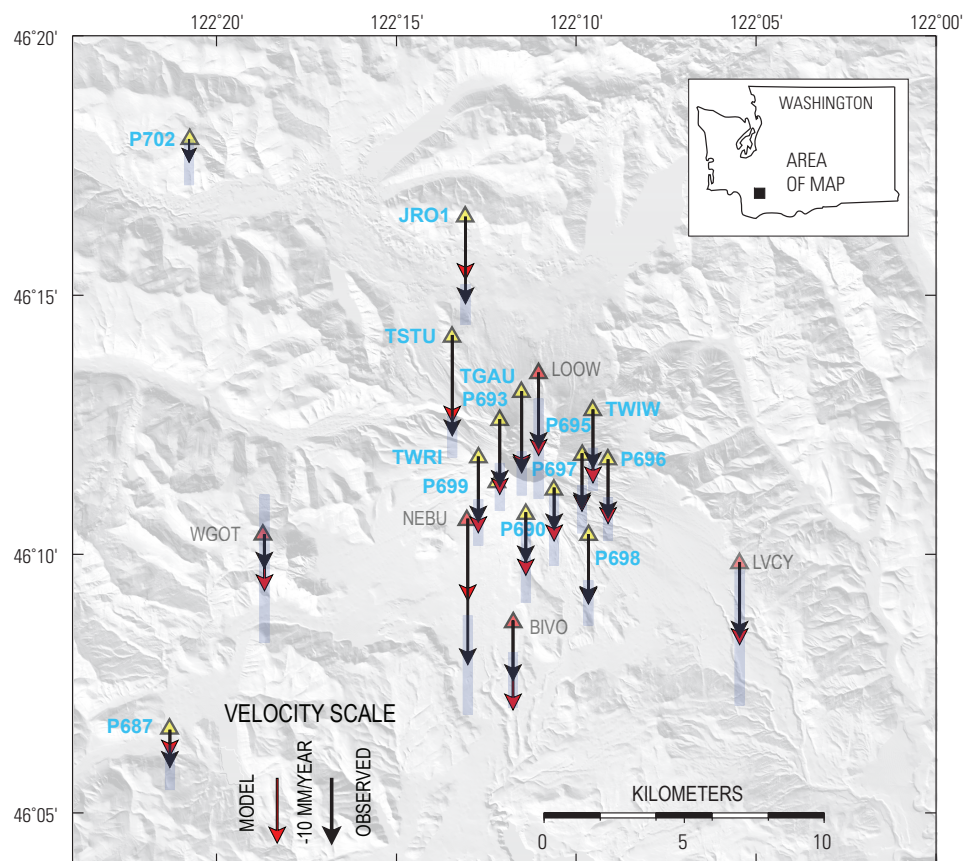 122°20' 122°15' 122°10' 122°05' 122°00'
46°20'
WASHINGTON
AREA
OF MAP
P702
JRO1
46°15'
TSTU
TGAU
LOOW
P693
TWIW
P695
TWRI
P697
P696
P699
NEBU
P690
WGOT
46°10'
P698
LVCY
BIVO
P687
VELOCITY SCALE
MODEL
-10 MM/YEAR
OBSERVED
KILOMETERS
0 5 10
46°05'